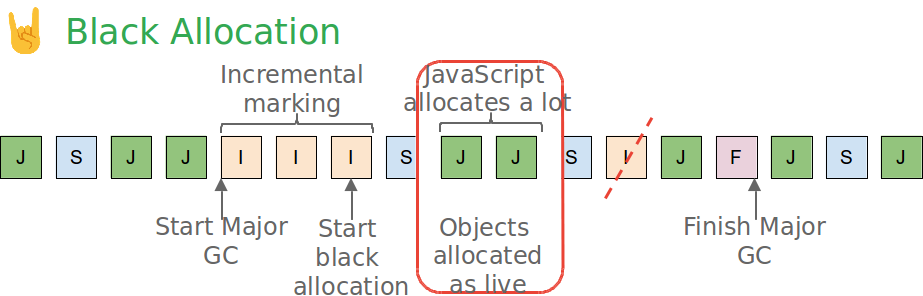 Black Allocation
Incremental
marking
JavaScript
allocates a lot
J S J J I I I S J J S I J F J S J
Start Major
GC
Start
black
allocation
Objects
allocated
as live
Finish Major
GC